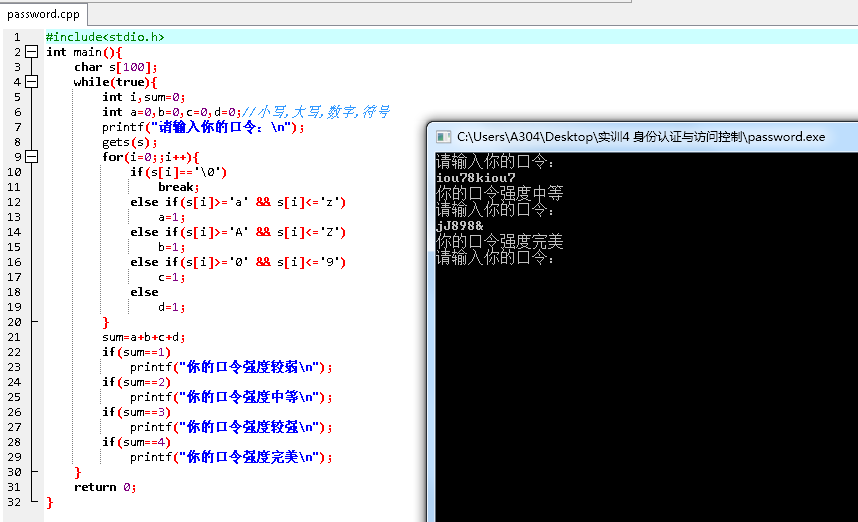 password.cpp
1 #include<stdio.h>
2 int main(){
3 char s[100];
4 while(true){
5 int i,sum=0;
6 int a=0,b=0,c=0,d=0;//小写,大写,数字,符号
7 printf("请输入你的口令: \n");
8 gets(s);
9 for(i=0;;i++){
10 if(s[i]=='\0')
11 break;
12 else if(s[i]>='a' && s[i]<='z')
13 a=1;
14 else if(s[i]>='A' && s[i]<='Z')
15 b=1;
16 else if(s[i]>='0' && s[i]<='9')
17 c=1;
18 else
19 d=1;
20 }
21 sum=a+b+c+d;
22 if(sum==1)
23 printf("你的口令强度较弱\n");
24 if(sum==2)
25 printf("你的口令强度中等\n");
26 if(sum==3)
27 printf("你的口令强度较强\n");
28 if(sum==4)
29 printf("你的口令强度完美\n");
30 }
31 return 0;
32 }
C:\Users\A304\Desktop\实训4 身份认证与访问控制\password.exe
请输入你的口令:
iou78kiou7
你的口令强度中等
请输入你的口令:
jJ898&
你的口令强度完美
请输入你的口令: